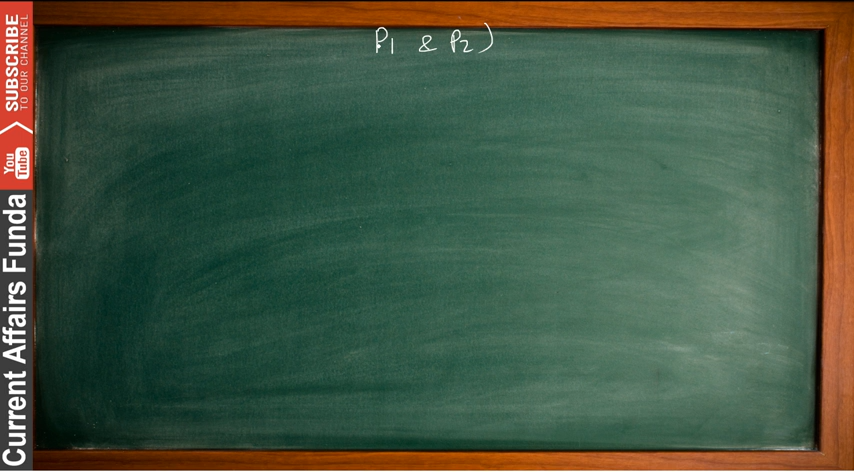 P1 & P2)
SUBSCRIBE
TO OUR CHANNEL
You
Tube
Current Affairs Funda